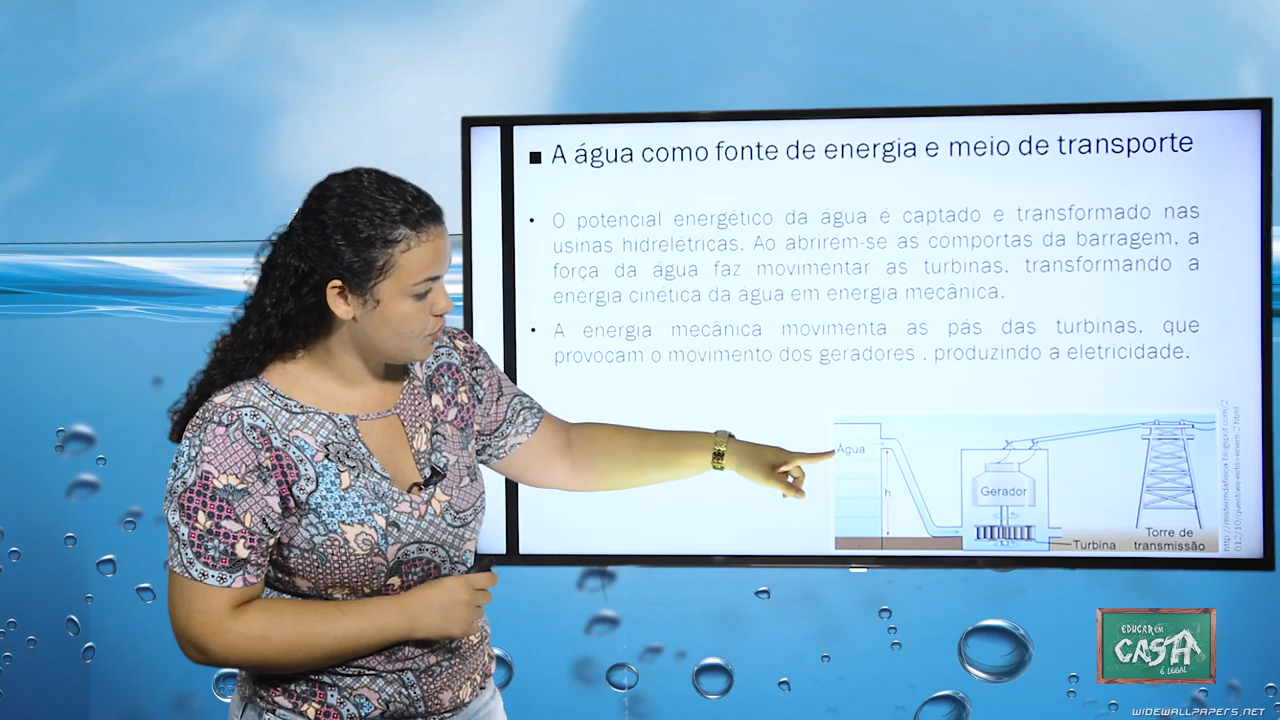 ■ A água como fonte de energia e meio de transporte
• O potencial energético da água é captado e transformado nas
usinas hidrelétricas. Ao abrirem-se as comportas da barragem, a
força da água faz movimentar as turbinas, transformando a
energia cinética da água em energia mecânica.
• A energia mecânica movimenta as pás das turbinas, que
provocam o movimento dos geradores , produzindo a eletricidade.
Água
h
Gerador
Turbina
Torre de
transmissão
EDUCAR EM
CASA
É LEGAL
WIDEWALLPAPERS.NET